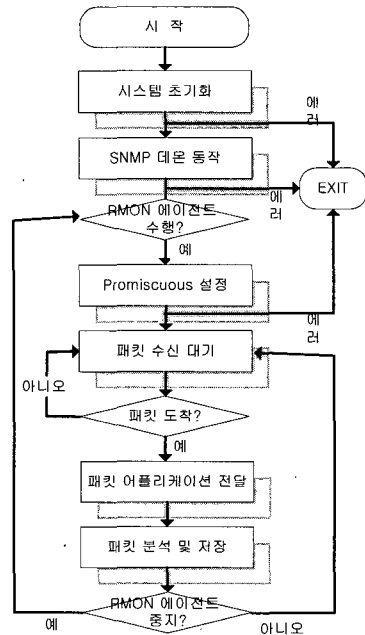 시 작
시스템 초기화
에
러
SNMP 데몬 동작
에
러
EXIT
RMON 에이전트
수행?
예
Promiscuous 설정
에
러
패킷 수신 대기
아니오
패킷 도착?
예
패킷 어플리케이션 전달
패킷 분석 및 저장
RMON 에이전트
중지?
예
아니오